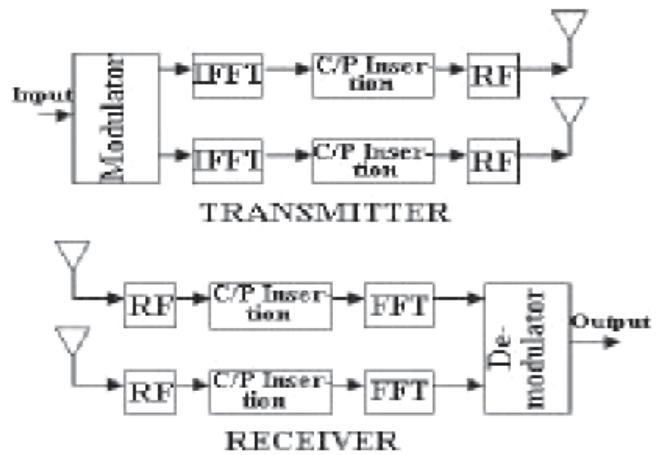 Input
Modulator
IFFT
C/P Inser-
tion
RF
IFFT
C/P Inser-
tion
RF
TRANSMITTER
RF
C/P Inser-
tion
FFT
De-
modulator
Output
RF
C/P Inser-
tion
FFT
RECEIVER